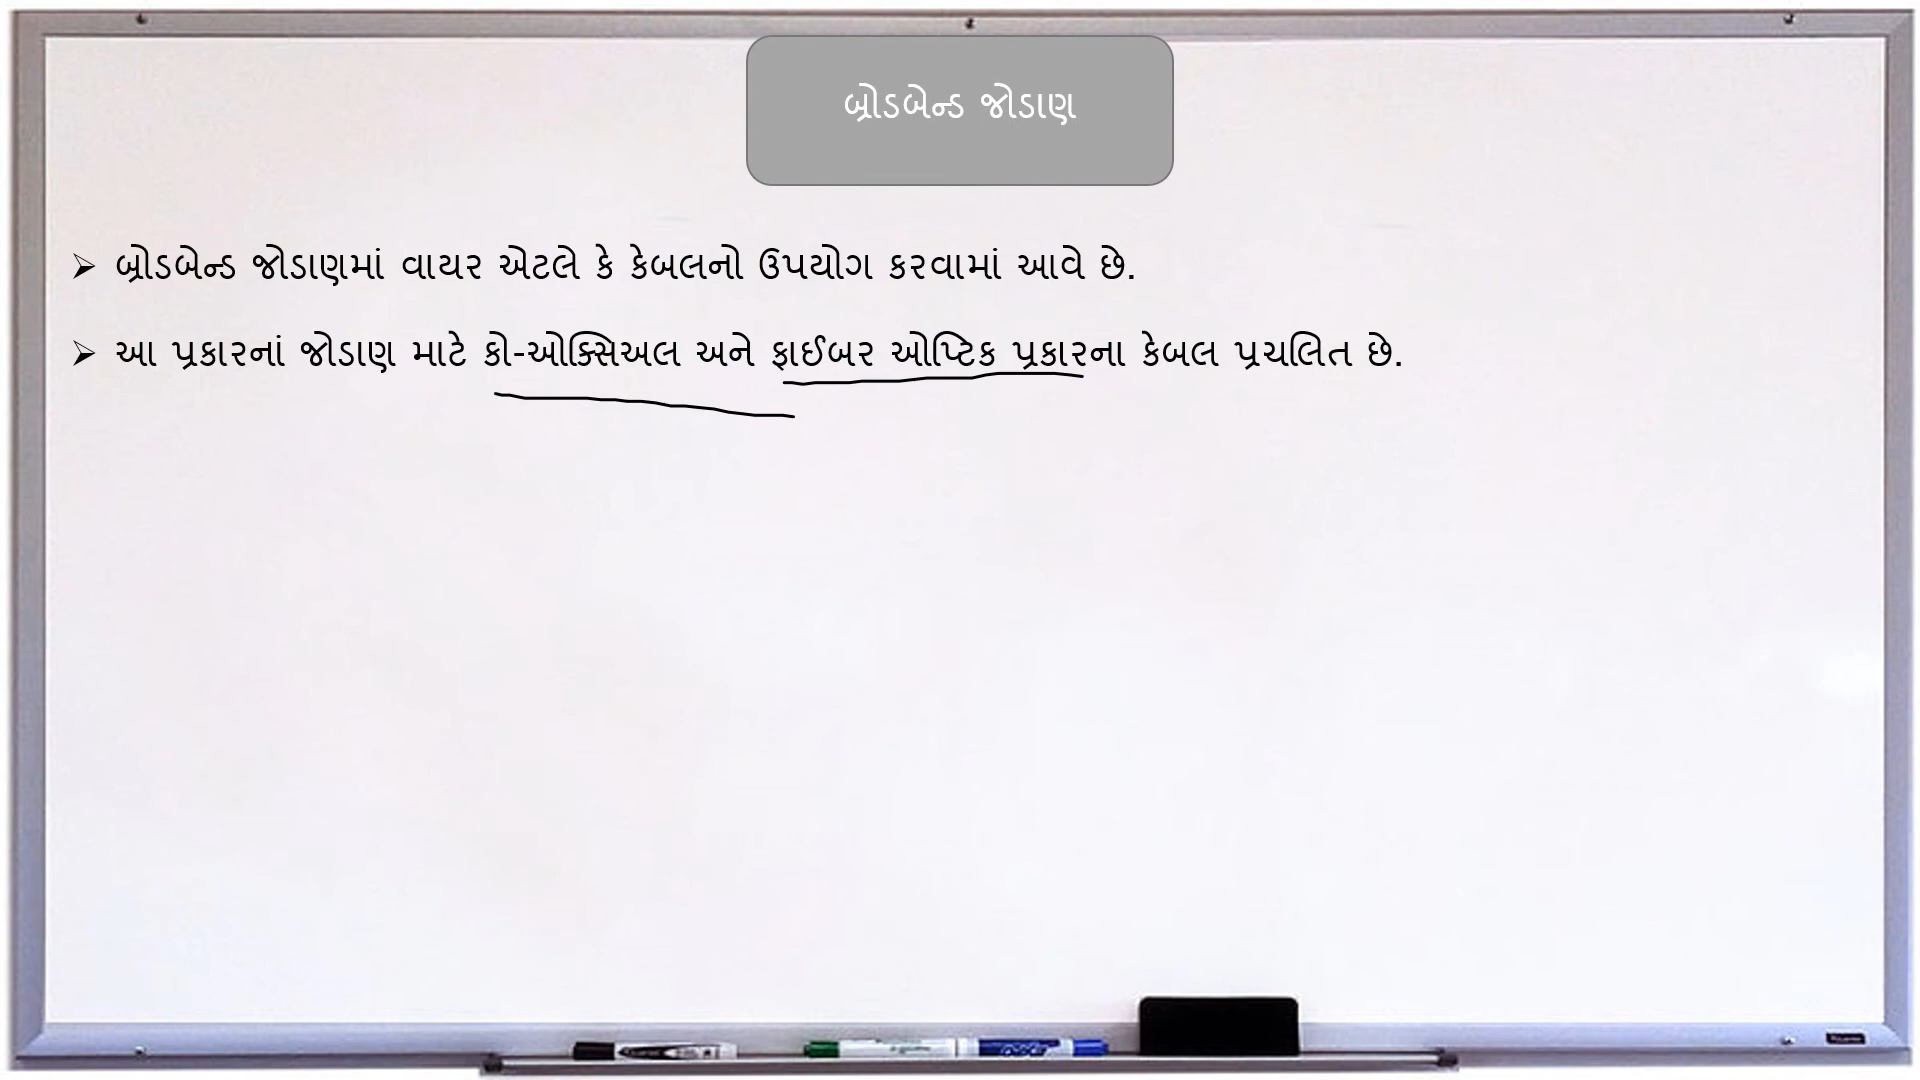 બ્રોડબેન્ડ જોડાણ
➢ બ્રોડબેન્ડ જોડાણમાં વાયર એટલે કે કેબલનો ઉપયોગ કરવામાં આવે છે.
➢ આ પ્રકારનાં જોડાણ માટે કો-ઓક્સિઅલ અને ફાઈબર ઓપ્ટિક પ્રકારના કેબલ પ્રચલિત છે.